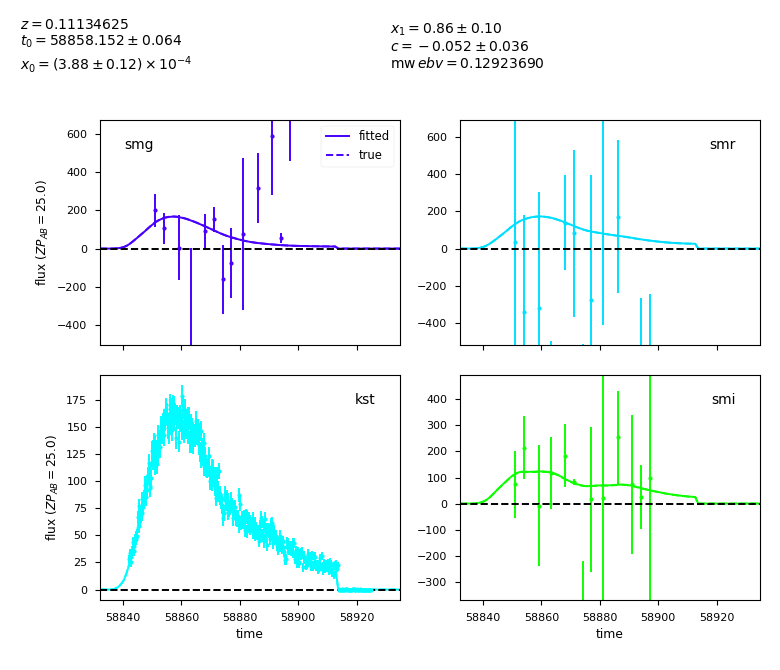 z = 0.11134625
t₀ = 58858.152 ± 0.064
x₀ = (3.88 ± 0.12) × 10⁻⁴
x₁ = 0.86 ± 0.10
c = −0.052 ± 0.036
mw ebv = 0.12923690
600
400
200
0
−200
−400
flux (ZP_AB = 25.0)
smg
fitted
true
600
400
200
0
−200
−400
smr
175
150
125
100
75
50
25
0
flux (ZP_AB = 25.0)
kst
58840 58860 58880 58900 58920
time
400
300
200
100
0
−100
−200
−300
smi
58840 58860 58880 58900 58920
time